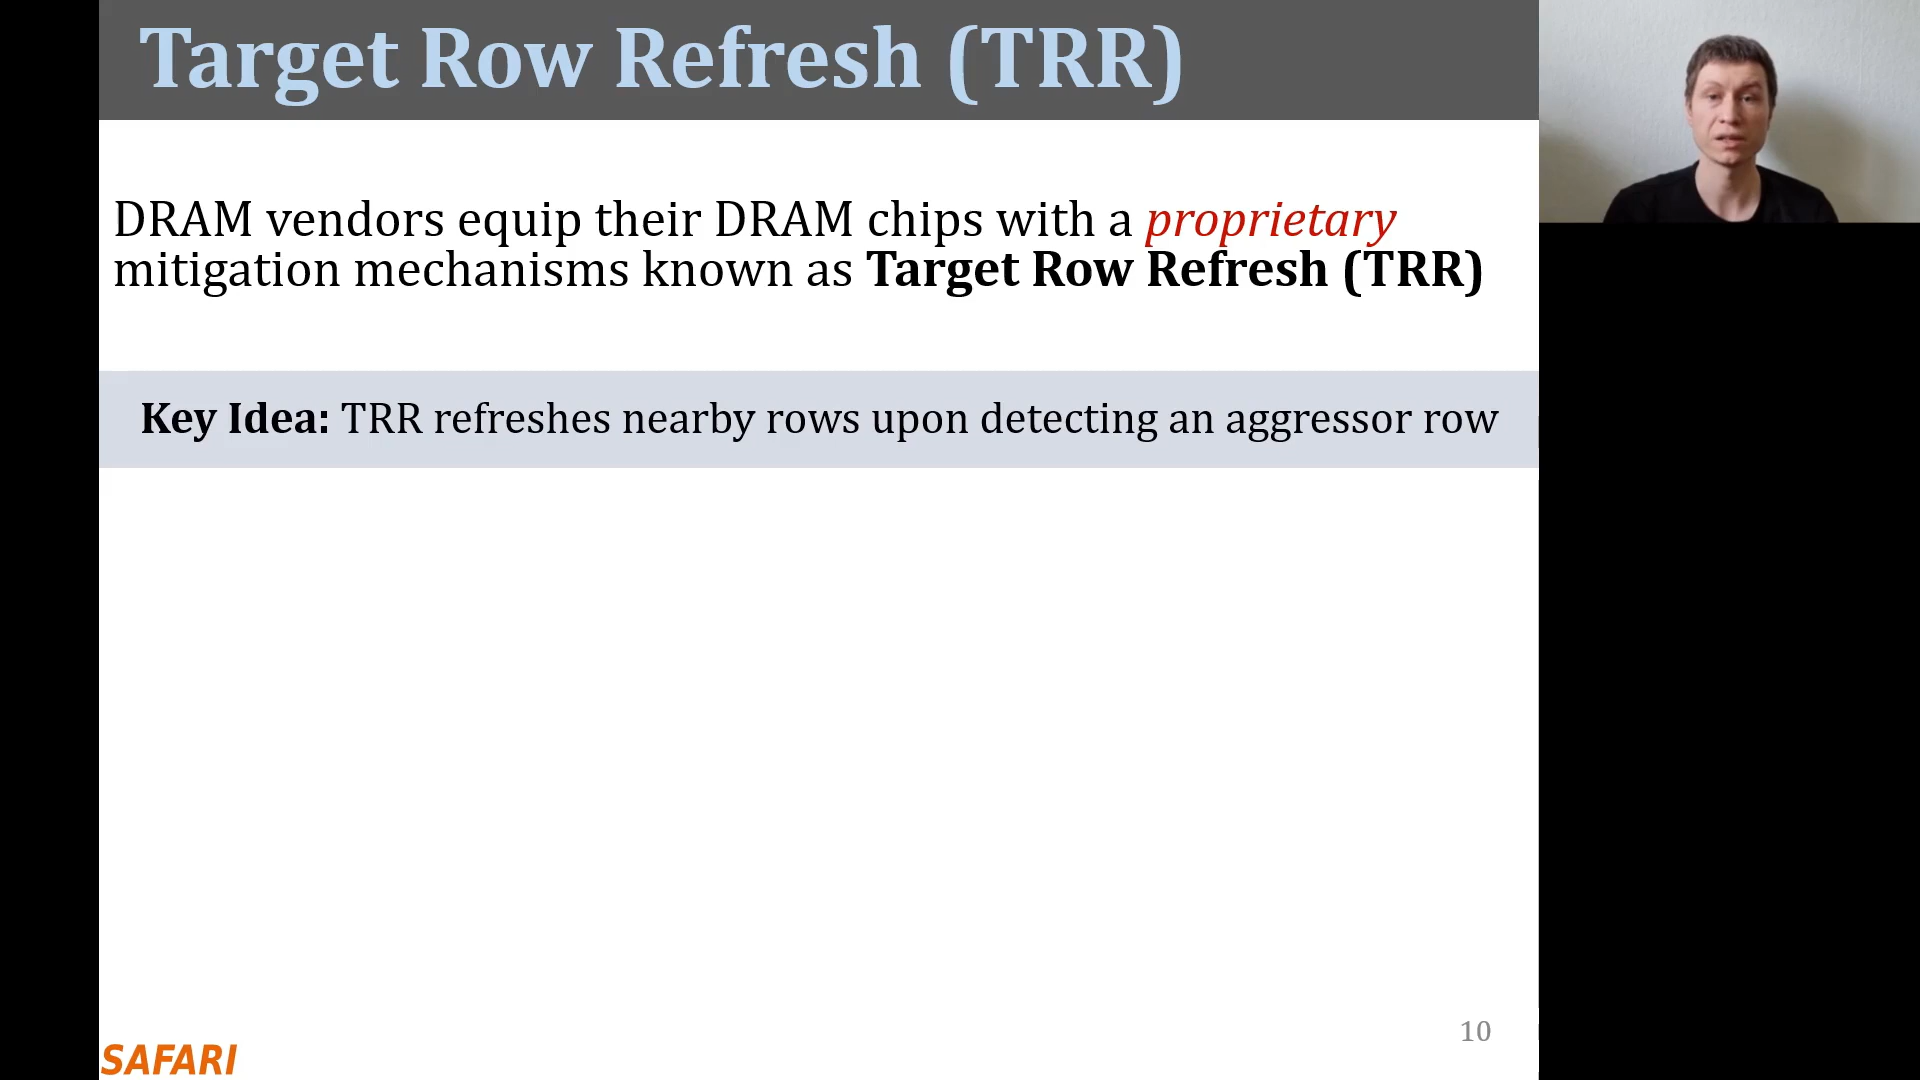 Target Row Refresh (TRR)
DRAM vendors equip their DRAM chips with a proprietary
mitigation mechanisms known as Target Row Refresh (TRR)
Key Idea: TRR refreshes nearby rows upon detecting an aggressor row
10
SAFARI